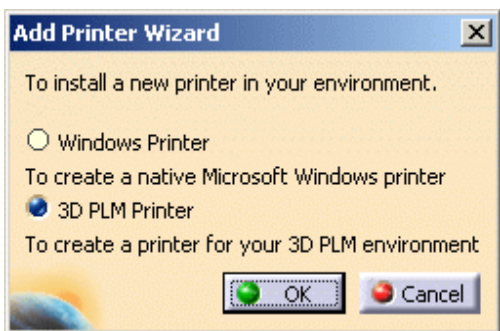 Add Printer Wizard
To install a new printer in your environment.
Windows Printer
To create a native Microsoft Windows printer
3D PLM Printer
To create a printer for your 3D PLM environment
OK Cancel